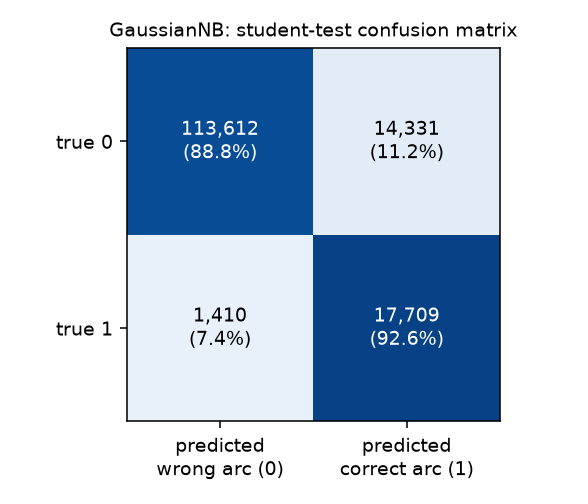 GaussianNB: student-test confusion matrix
true 0
113,612
(88.8%)
14,331
(11.2%)
true 1
1,410
(7.4%)
17,709
(92.6%)
predicted
wrong arc (0)
predicted
correct arc (1)